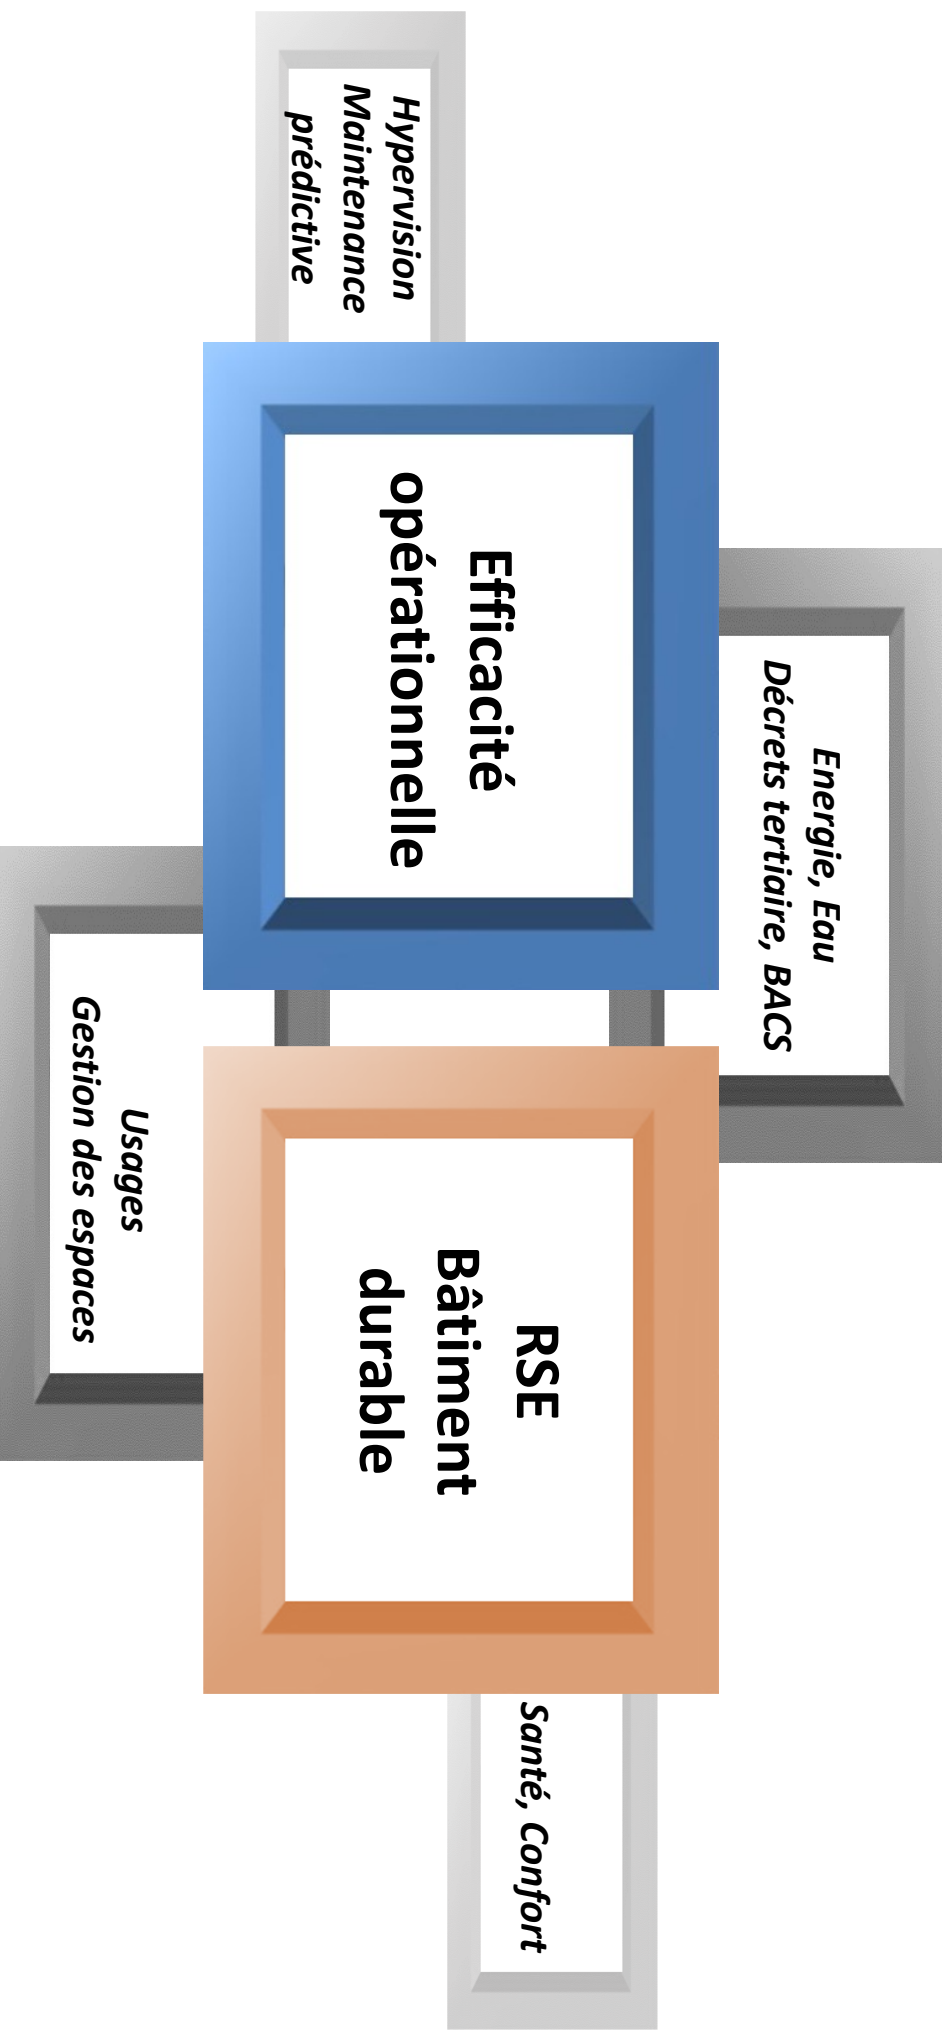 Energie, Eau
Décrets tertiaire, BACS
Hypervision
Maintenance
prédictive
Efficacité
opérationnelle
RSE
Bâtiment
durable
Santé, Confort
Usages
Gestion des espaces